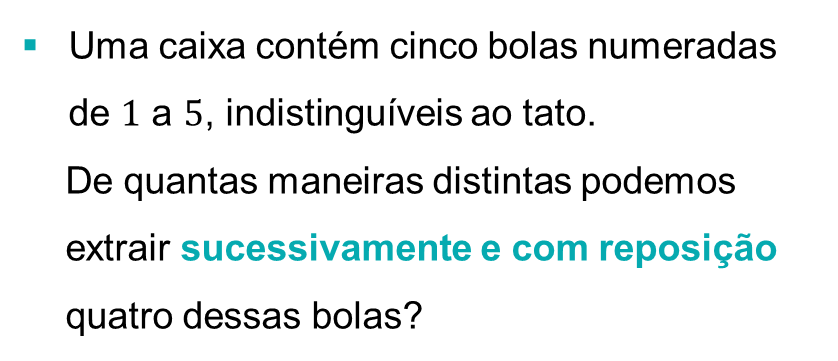 ▪ Uma caixa contém cinco bolas numeradas
de 1 a 5, indistinguíveis ao tato.
De quantas maneiras distintas podemos
extrair sucessivamente e com reposição
quatro dessas bolas?